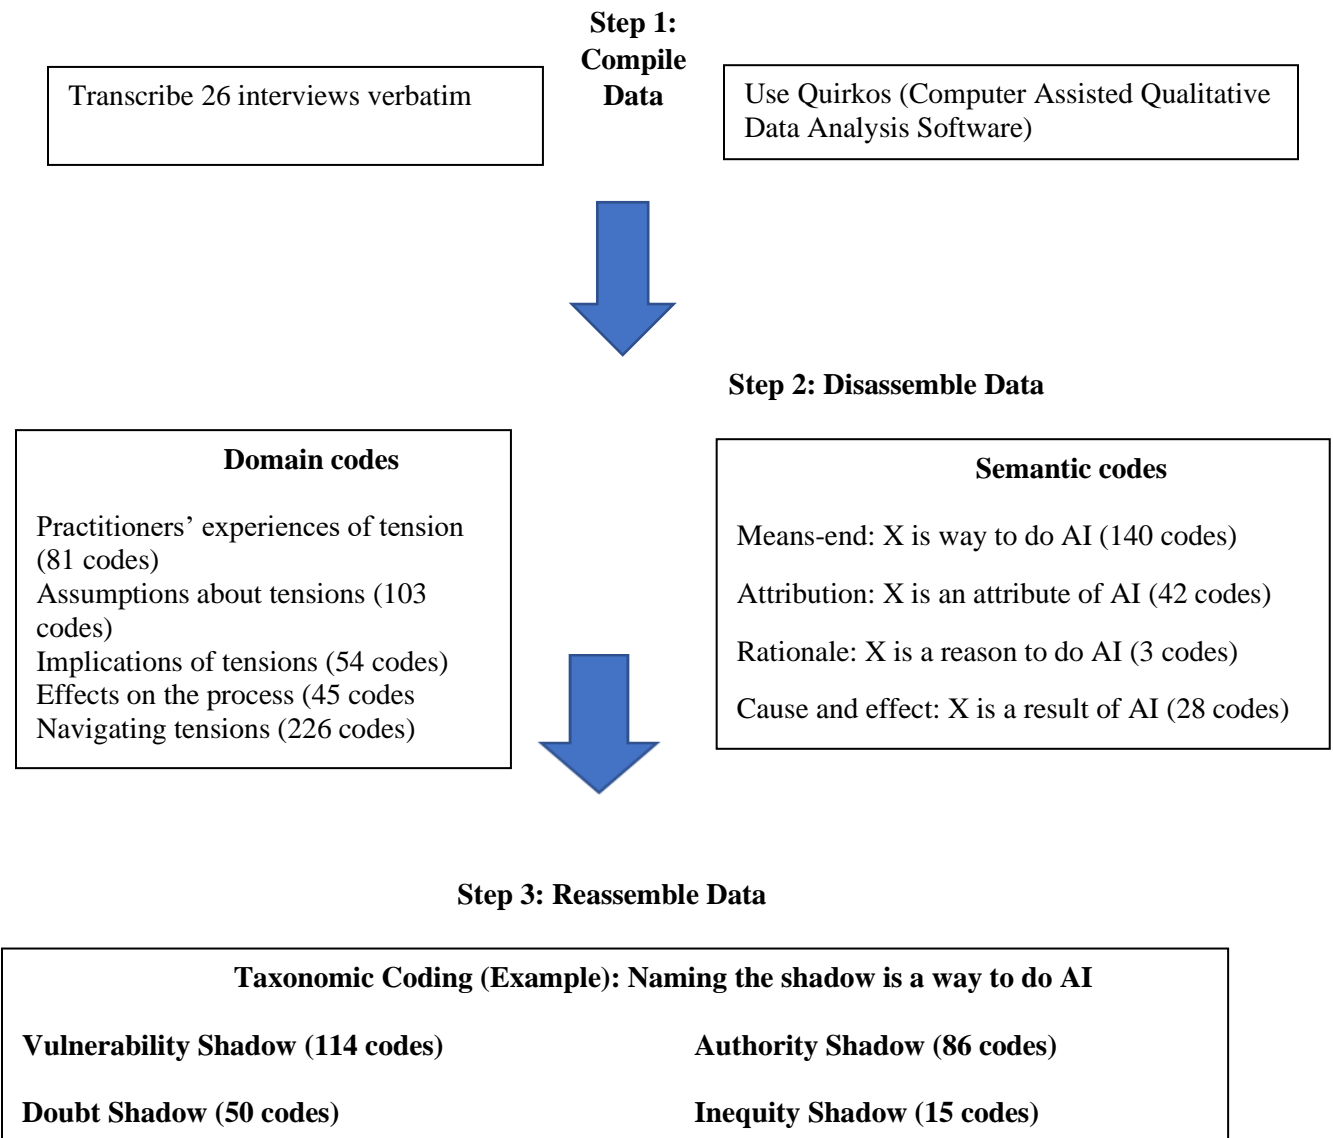 Step 1:
Compile
Data
Transcribe 26 interviews verbatim
Use Quirkos (Computer Assisted Qualitative
Data Analysis Software)
Step 2: Disassemble Data
Domain codes
Practitioners’ experiences of tension
(81 codes)
Assumptions about tensions (103
codes)
Implications of tensions (54 codes)
Effects on the process (45 codes
Navigating tensions (226 codes)
Semantic codes
Means-end: X is way to do AI (140 codes)
Attribution: X is an attribute of AI (42 codes)
Rationale: X is a reason to do AI (3 codes)
Cause and effect: X is a result of AI (28 codes)
Step 3: Reassemble Data
Taxonomic Coding (Example): Naming the shadow is a way to do AI
Vulnerability Shadow (114 codes)
Authority Shadow (86 codes)
Doubt Shadow (50 codes)
Inequity Shadow (15 codes)